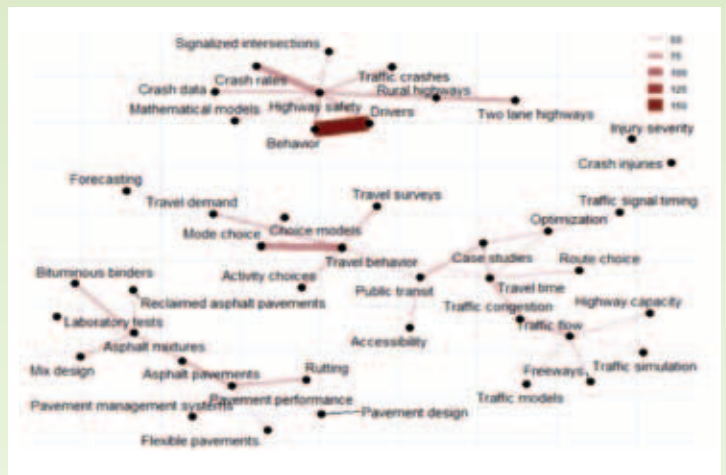 Signalized intersections
50
75
100
125
150
Crash rates
Traffic crashes
Crash data
Rural highways
Highway safety
Mathematical models
Drivers
Two lane highways
Behavior
Injury severity
Crash injuries
Forecasting
Travel surveys
Travel demand
Traffic signal timing
Optimization
Choice models
Mode choice
Travel behavior
Case studies
Route choice
Bituminous binders
Activity choices
Public transit
Travel time
Reclaimed asphalt pavements
Traffic congestion
Highway capacity
Laboratory tests
Traffic flow
Asphalt mixtures
Accessibility
Mix design
Asphalt pavements
Rutting
Freeways
Traffic simulation
Pavement management systems
Pavement performance
Traffic models
Pavement design
Flexible pavements